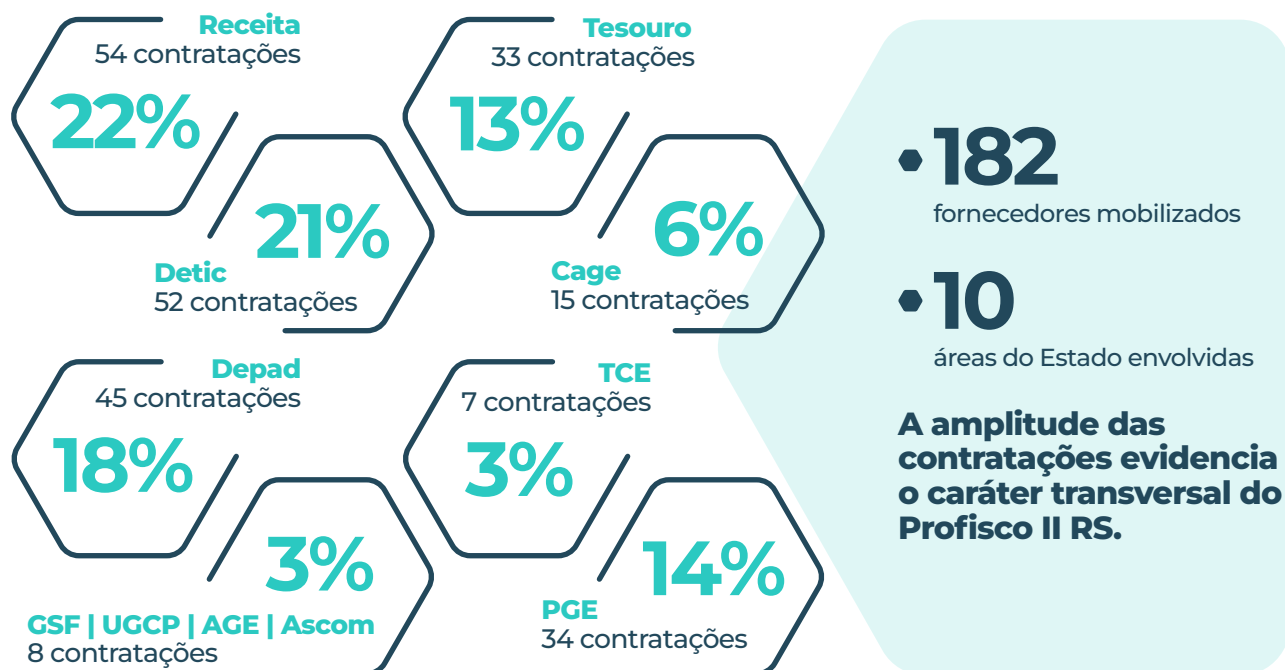 Receita
54 contratações
22%
21%
Detic
52 contratações
Tesouro
33 contratações
13%
6%
Cage
15 contratações
Depad
45 contratações
18%
3%
GSF | UGCP | AGE | Ascom
8 contratações
TCE
7 contratações
3%
14%
PGE
34 contratações
182
fornecedores mobilizados
10
áreas do Estado envolvidas
A amplitude das
contratações evidencia
o caráter transversal do
Profisco II RS.